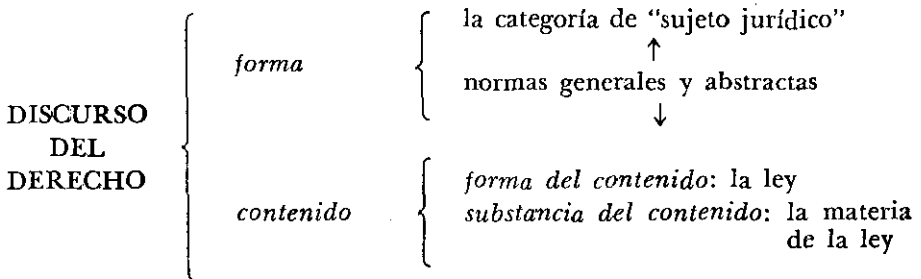 DISCURSO
DEL
DERECHO
forma
la categoría de “sujeto jurídico”
↑
normas generales y abstractas
↓
contenido
forma del contenido: la ley
substancia del contenido: la materia
de la ley